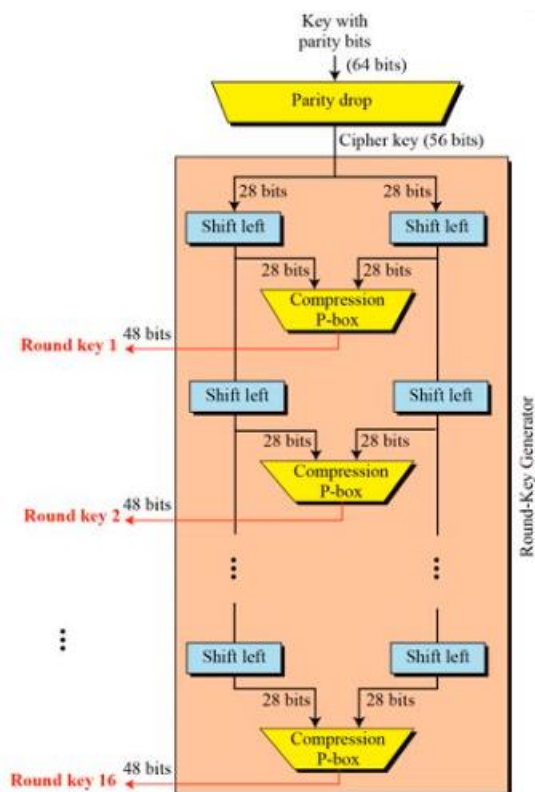 Key with
parity bits
(64 bits)
Parity drop
Cipher key (56 bits)
28 bits
28 bits
Shift left
Shift left
28 bits
28 bits
Compression
P-box
48 bits
Round key 1
Shift left
Shift left
28 bits
28 bits
Compression
P-box
48 bits
Round key 2
Round-Key Generator
Shift left
Shift left
28 bits
28 bits
Compression
P-box
48 bits
Round key 16